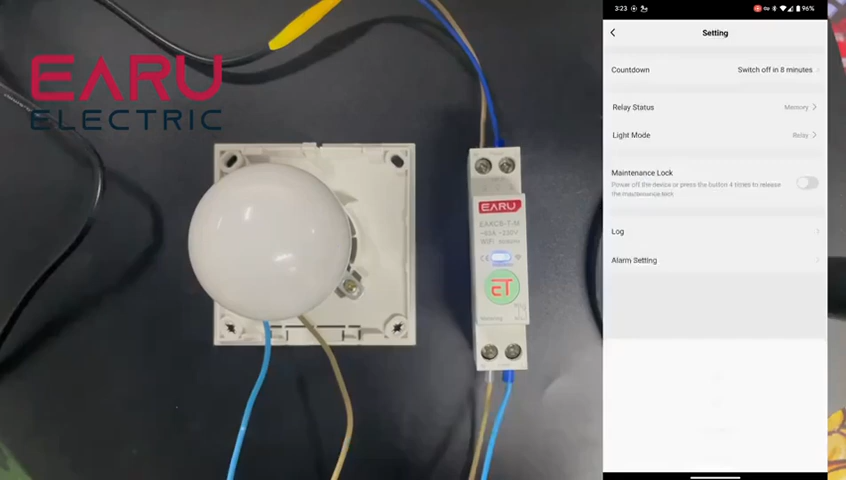 EARU
ELECTRIC
EARU
ET
3:23
96%
Setting
Countdown
Switch off in 8 minutes
Relay Status
Memory
Light Mode
Relay
Maintenance Lock
Power off the device or press the button 4 times to release
the maintenance lock
Log
Alarm Setting